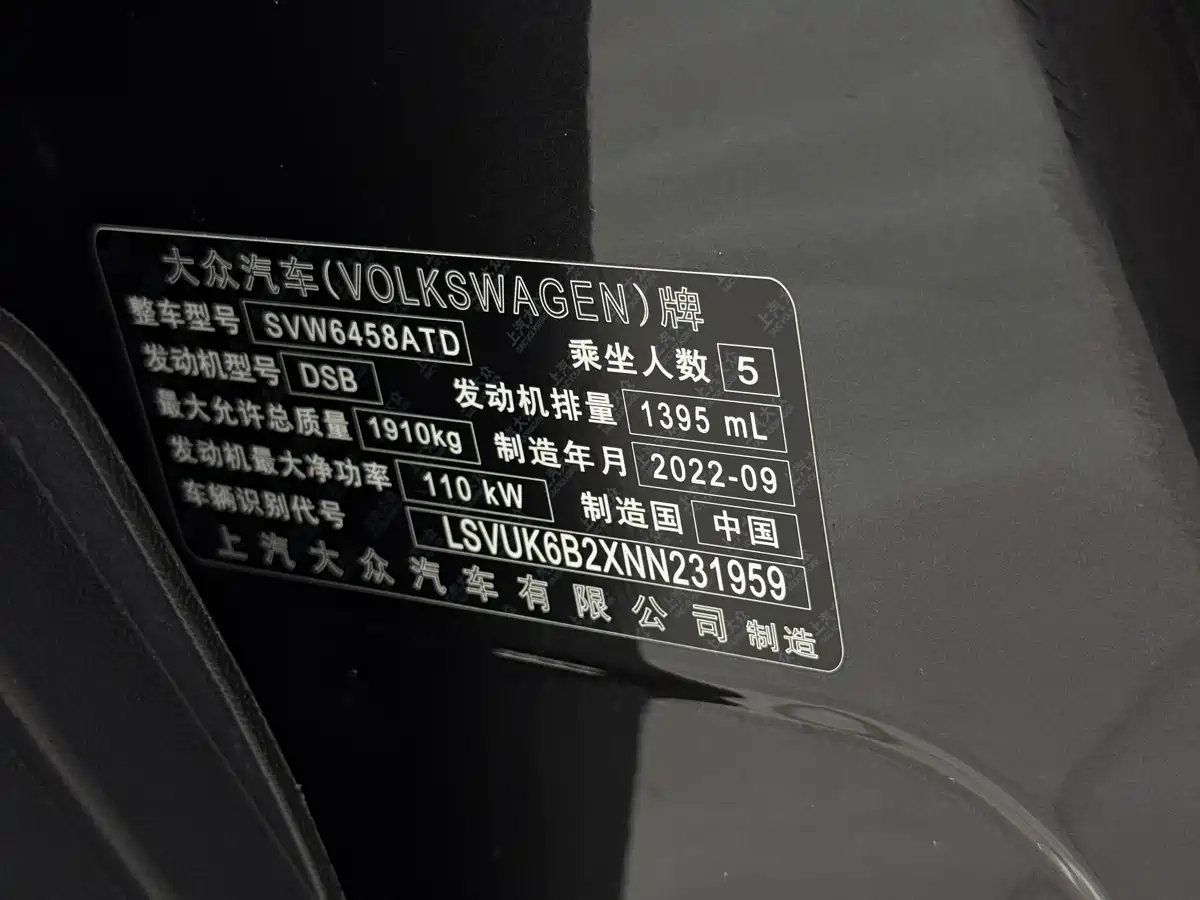 大众汽车(VOLKSWAGEN)牌
整车型号 SVW6458ATD 乘坐人数 5
发动机型号 DSB 发动机排量 1395 mL
最大允许总质量 1910kg 制造年月 2022-09
发动机最大净功率 110 kW 制造国 中国
车辆识别代号 LSVUK6B2XNN231959
上汽大众汽车有限公司 制造